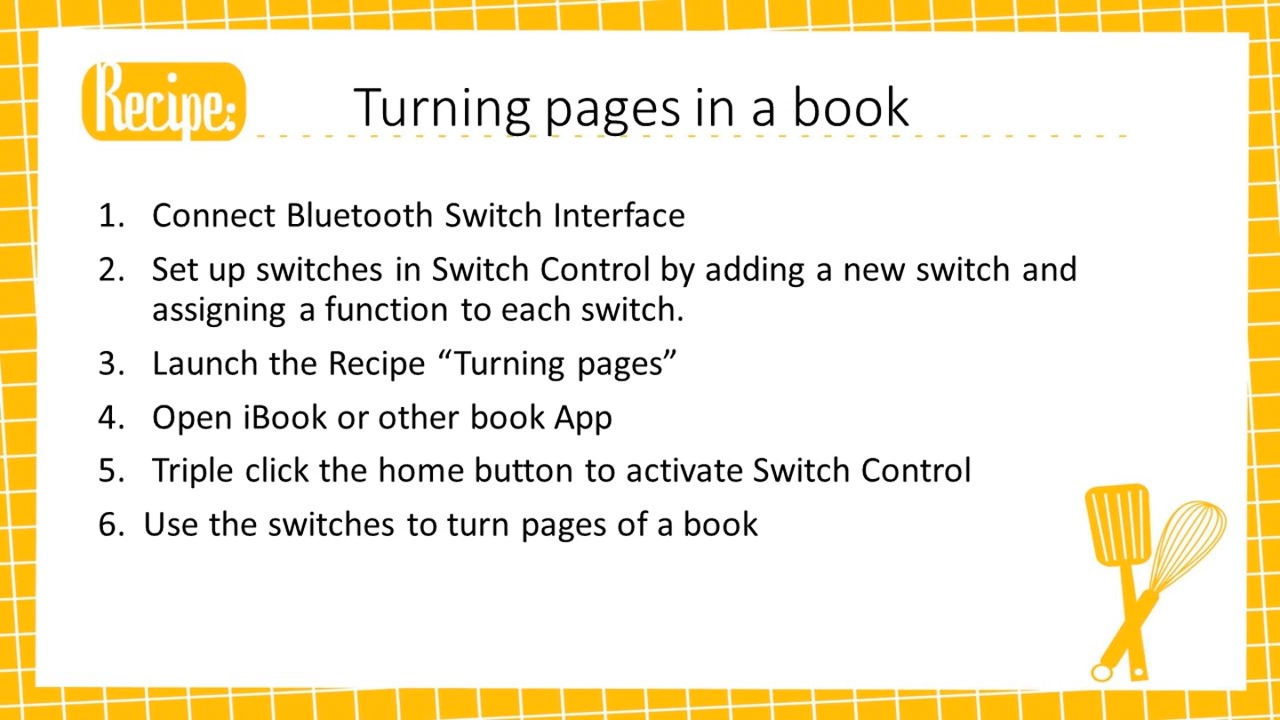 Recipe:
Turning pages in a book
1. Connect Bluetooth Switch Interface
2. Set up switches in Switch Control by adding a new switch and
assigning a function to each switch.
3. Launch the Recipe “Turning pages”
4. Open iBook or other book App
5. Triple click the home button to activate Switch Control
6. Use the switches to turn pages of a book